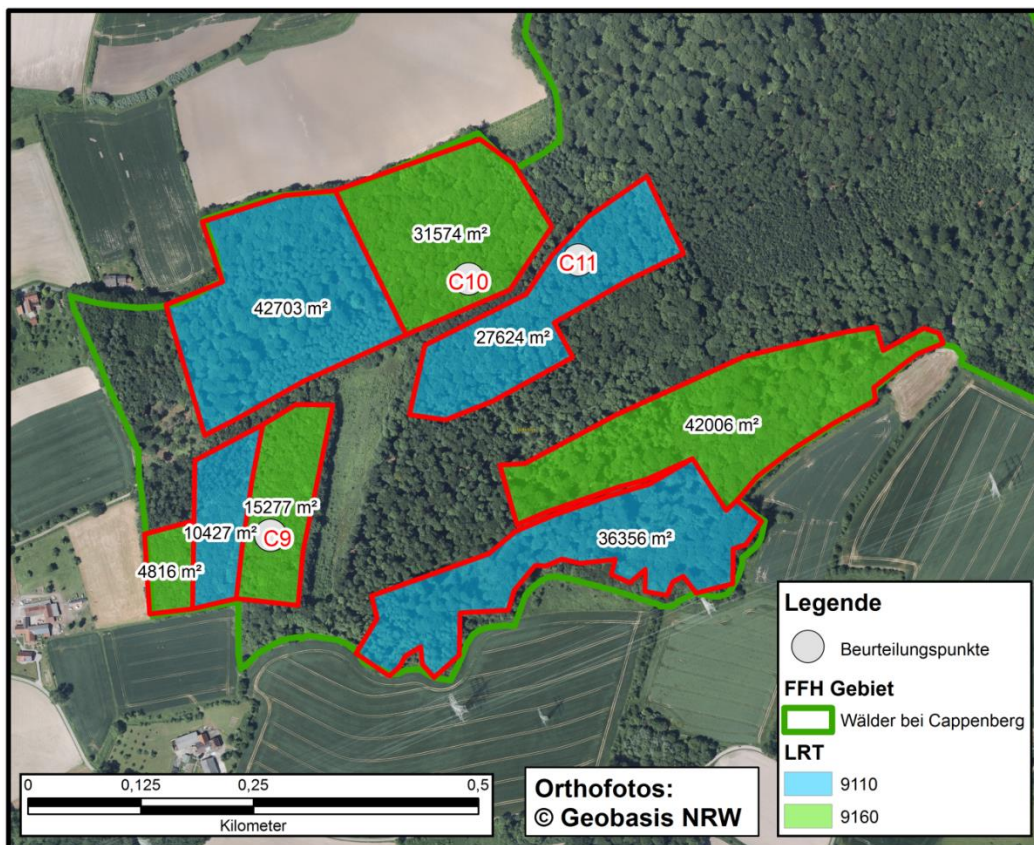 31574 m²
C10
C11
42703 m²
27624 m²
42006 m²
15277 m²
10427 m²
C9
4816 m²
36356 m²
Legende
Beurteilungspunkte
FFH Gebiet
Wälder bei Cappenberg
LRT
9110
9160
0 0,125 0,25 0,5
Kilometer
Orthofotos:
© Geobasis NRW